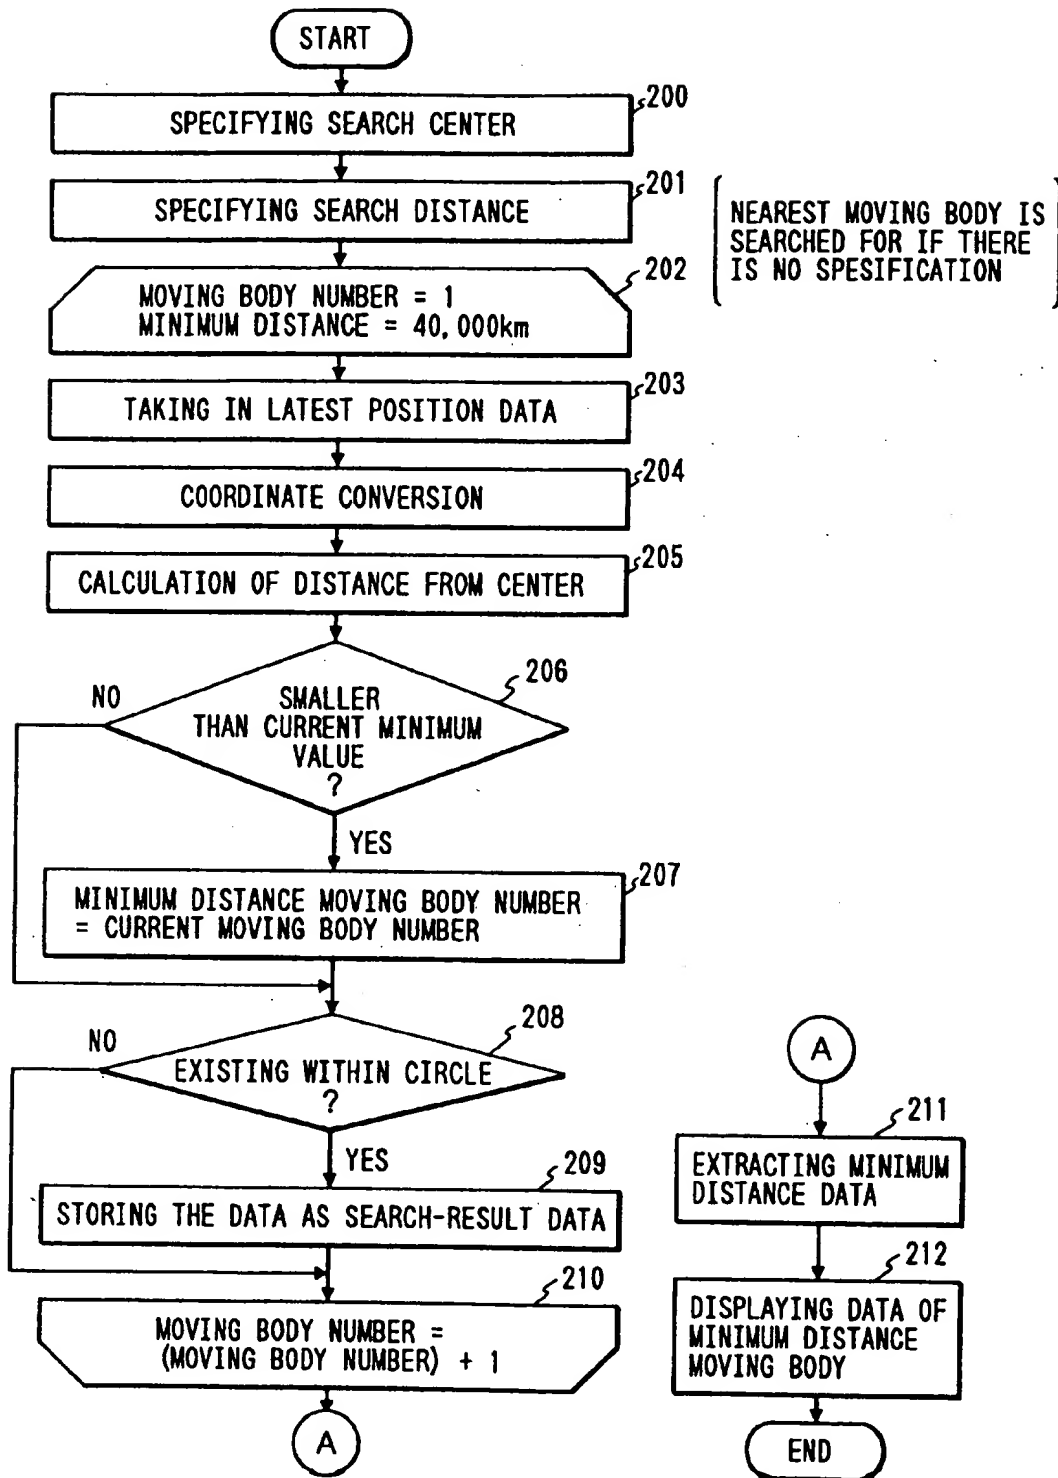 START
200
SPECIFYING SEARCH CENTER
201
SPECIFYING SEARCH DISTANCE
NEAREST MOVING BODY IS
SEARCHED FOR IF THERE
IS NO SPESIFICATION
202
MOVING BODY NUMBER = 1
MINIMUM DISTANCE = 40,000km
203
TAKING IN LATEST POSITION DATA
204
COORDINATE CONVERSION
205
CALCULATION OF DISTANCE FROM CENTER
206
NO
SMALLER
THAN CURRENT MINIMUM
VALUE
?
YES
207
MINIMUM DISTANCE MOVING BODY NUMBER
= CURRENT MOVING BODY NUMBER
208
NO
EXISTING WITHIN CIRCLE
?
YES
209
STORING THE DATA AS SEARCH-RESULT DATA
210
MOVING BODY NUMBER =
(MOVING BODY NUMBER) + 1
A
A
211
EXTRACTING MINIMUM
DISTANCE DATA
212
DISPLAYING DATA OF
MINIMUM DISTANCE
MOVING BODY
END